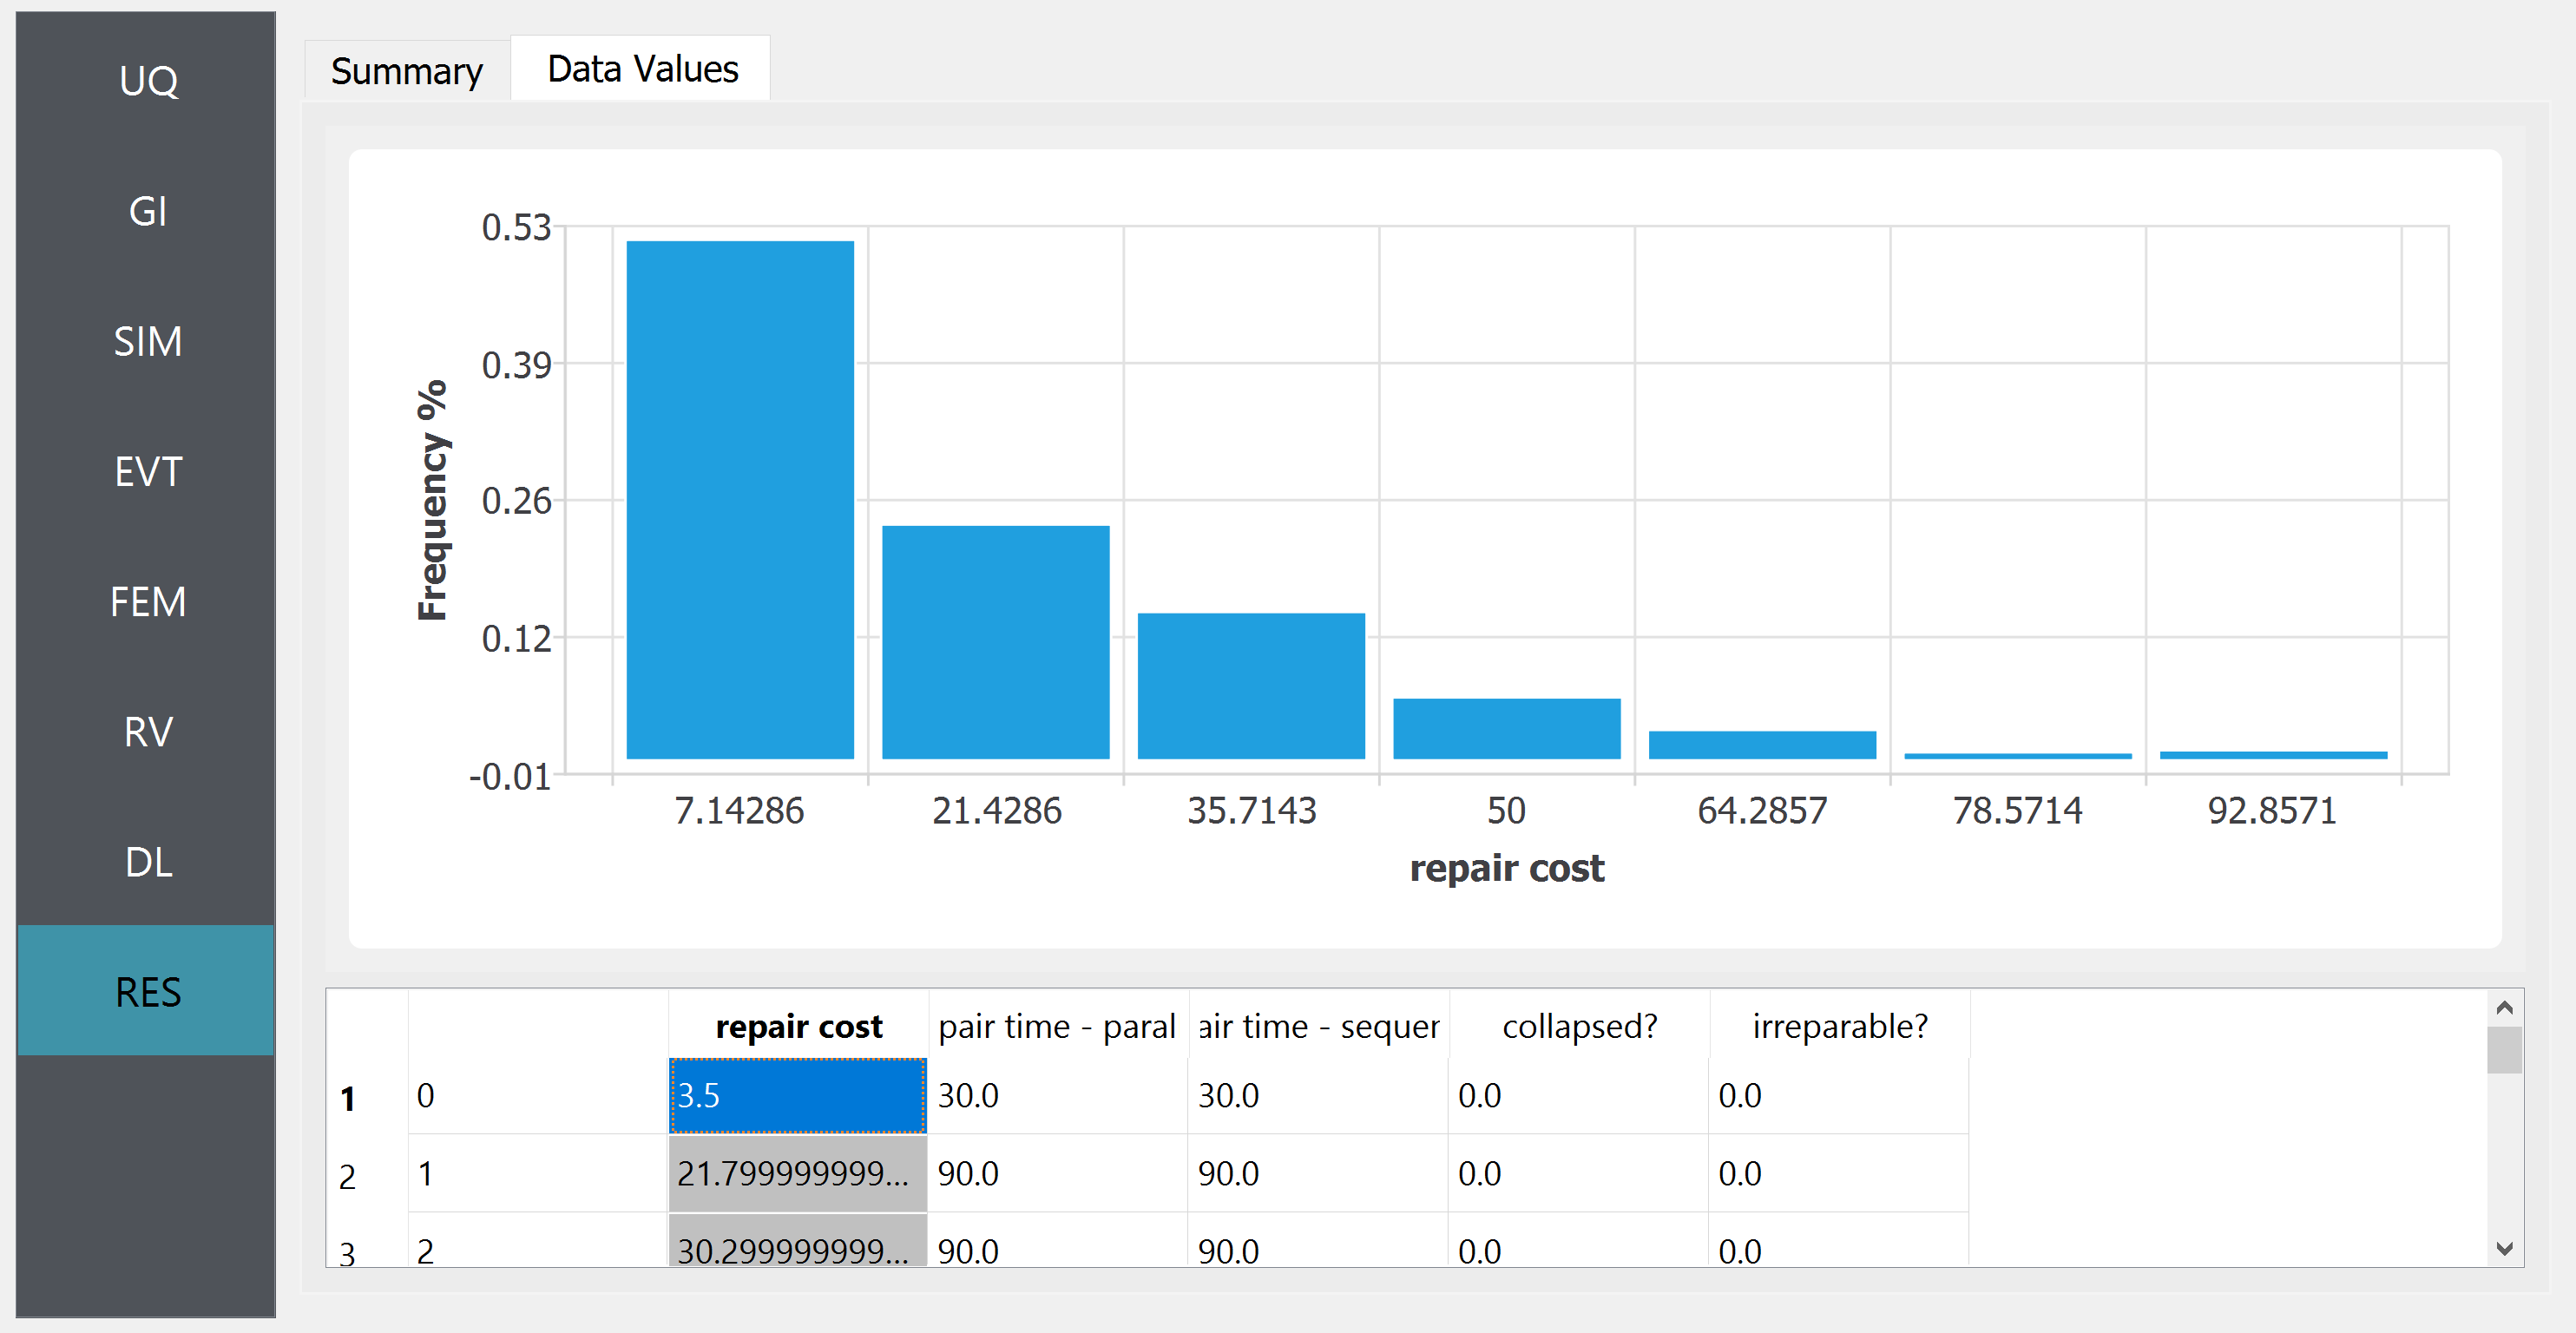 UQ
GI
SIM
EVT
FEM
RV
DL
RES
Summary
Data Values
0.53
0.39
0.26
0.12
-0.01
Frequency %
7.14286 21.4286 35.7143 50 64.2857 78.5714 92.8571
repair cost
repair cost pair time - paral air time - sequer collapsed? irreparable?
1 0 3.5 30.0 30.0 0.0 0.0
2 1 21.799999999... 90.0 90.0 0.0 0.0
3 2 30.299999999... 90.0 90.0 0.0 0.0